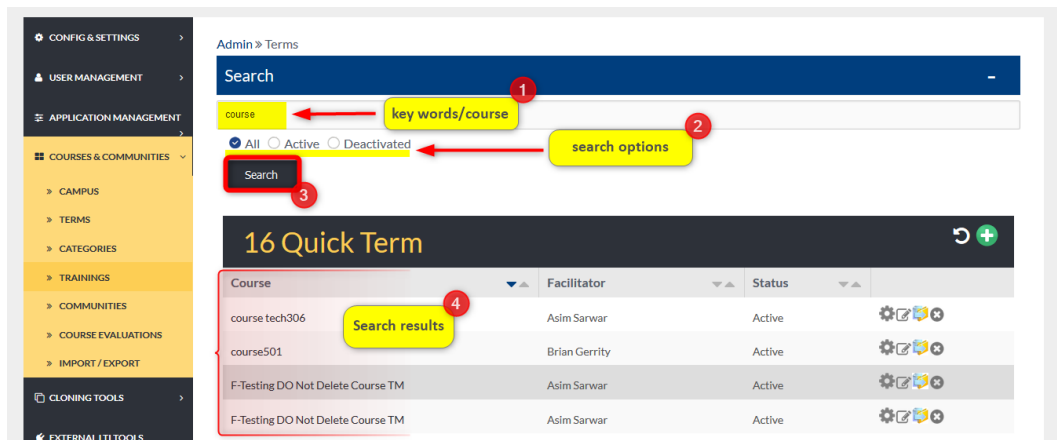 CONFIG & SETTINGS
USER MANAGEMENT
APPLICATION MANAGEMENT
COURSES & COMMUNITIES
» CAMPUS
» TERMS
» CATEGORIES
» TRAININGS
» COMMUNITIES
» COURSE EVALUATIONS
» IMPORT / EXPORT
CLONING TOOLS
EXTERNAL LTI TOOLS
Admin » Terms
Search
1
course
key words/course
2
All Active Deactivated
search options
Search
3
16 Quick Term
Course Facilitator Status
4
Search results
course tech306 Asim Sarwar Active
course501 Brian Gerrity Active
F-Testing DO Not Delete Course TM Asim Sarwar Active
F-Testing DO Not Delete Course TM Asim Sarwar Active